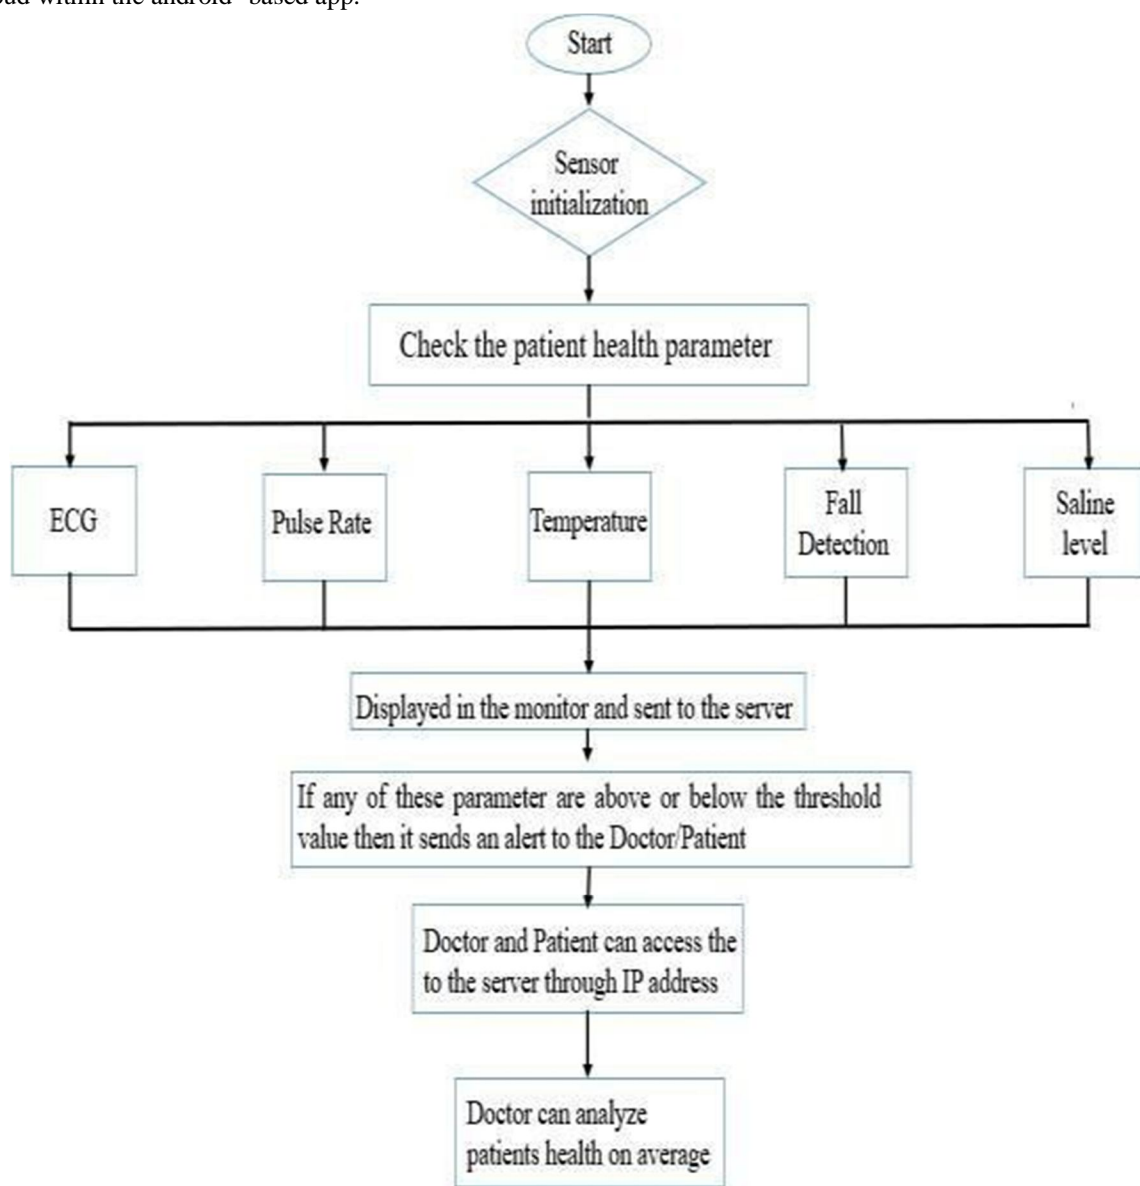 within the android based app.
Start
Sensor
initialization
Check the patient health parameter
ECG
Pulse Rate
Temperature
Fall
Detection
Saline
level
Displayed in the monitor and sent to the server
If any of these parameter are above or below the threshold
value then it sends an alert to the Doctor/Patient
Doctor and Patient can access the
to the server through IP address
Doctor can analyze
patients health on average